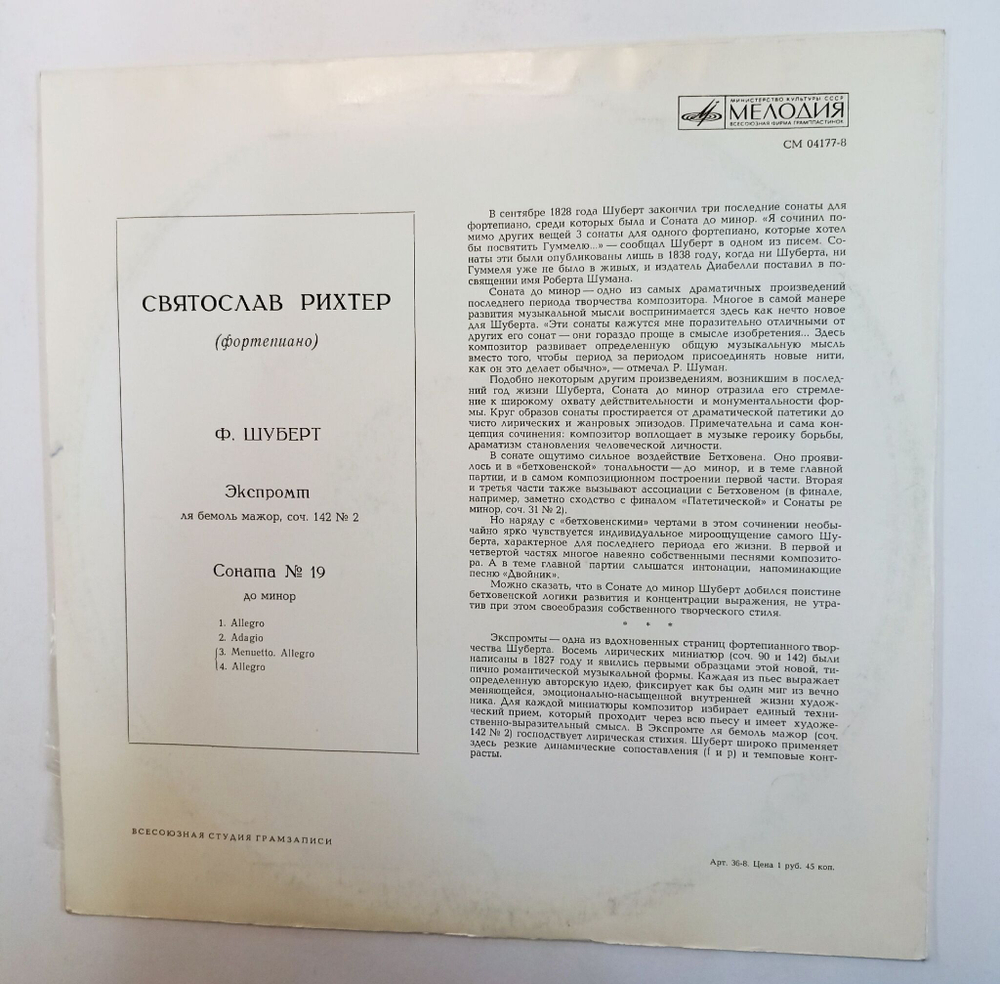 МИНИСТЕРСТВО КУЛЬТУРЫ СССР
МЕЛОДИЯ
ВСЕСОЮЗНАЯ ФИРМА ГРАМПЛАСТИНОК
СМ 04177-8
СВЯТОСЛАВ РИХТЕР
(фортепиано)
Ф. ШУБЕРТ
Экспромт
ля бемоль мажор, соч. 142 № 2
Соната № 19
до минор
1. Allegro
2. Adagio
3. Menuetto. Allegro
4. Allegro
В сентябре 1828 года Шуберт закончил три последние сонаты для
фортепиано, среди которых была и Соната до минор. «Я сочинил по-
мимо других вещей 3 сонаты для одного фортепиано, которые хотел
бы посвятить Гуммелю...» — сообщал Шуберт в одном из писем. Со-
наты эти были опубликованы лишь в 1838 году, когда ни Шуберта, ни
Гуммеля уже не было в живых, и издатель Диабелли поставил в по-
священии имя Роберта Шумана.
Соната до минор — одно из самых драматичных произведений
последнего периода творчества композитора. Многое в самой манере
развития музыкальной мысли воспринимается здесь как нечто новое
для Шуберта. «Эти сонаты кажутся мне поразительно отличными от
других его сонат — они гораздо проще в смысле изобретения... Здесь
композитор развивает определенную общую музыкальную мысль
вместо того, чтобы период за периодом присоединять новые нити,
как он это делает обычно», — отмечал Р. Шуман.
Подобно некоторым другим произведениям, возникшим в послед-
ний год жизни Шуберта, Соната до минор отразила его стремле-
ние к широкому охвату действительности и монументальности фор-
мы. Круг образов сонаты простирается от драматической патетики до
чисто лирических и жанровых эпизодов. Примечательна и сама кон-
цепция сочинения: композитор воплощает в музыке героику борьбы,
драматизм становления человеческой личности.
В сонате ощутимо сильное воздействие Бетховена. Оно прояви-
лось и в «бетховенской» тональности — до минор, и в теме главной
партии, и в самом композиционном построении первой части. Вторая
и третья части также вызывают ассоциации с Бетховеном (в финале,
например, заметно сходство с финалом «Патетической» и Сонаты ре
минор, соч. 31 № 2).
Но наряду с «бетховенскими» чертами в этом сочинении необы-
чайно ярко чувствуется индивидуальное мироощущение самого Шу-
берта, характерное для последнего периода его жизни. В первой и
четвертой частях многое навеяно собственными песнями композито-
ра. А в теме главной партии слышатся интонации, напоминающие
песню «Двойник».
Можно сказать, что в Сонате до минор Шуберт добился поистине
бетховенской логики развития и концентрации выражения, не утра-
тив при этом своеобразия собственного творческого стиля.
* * *
Экспромты — одна из вдохновенных страниц фортепианного твор-
чества Шуберта. Восемь лирических миниатюр (соч. 90 и 142) были
написаны в 1827 году и явились первыми образцами этой новой, ти-
пично романтической музыкальной формы. Каждая из пьес выражает
определенную авторскую идею, фиксирует как бы один миг из вечно
меняющейся, эмоционально-насыщенной внутренней жизни худож-
ника. Для каждой миниатюры композитор избирает единый техни-
ческий прием, который проходит через всю пьесу и имеет художе-
ственно-выразительный смысл. В Экспромте ля бемоль мажор (соч.
142 № 2) господствует лирическая стихия. Шуберт широко применяет
здесь резкие динамические сопоставления (f и p) и темповые конт-
расты.
ВСЕСОЮЗНАЯ СТУДИЯ ГРАМЗАПИСИ
Арт. 36-8. Цена 1 руб. 45 коп.